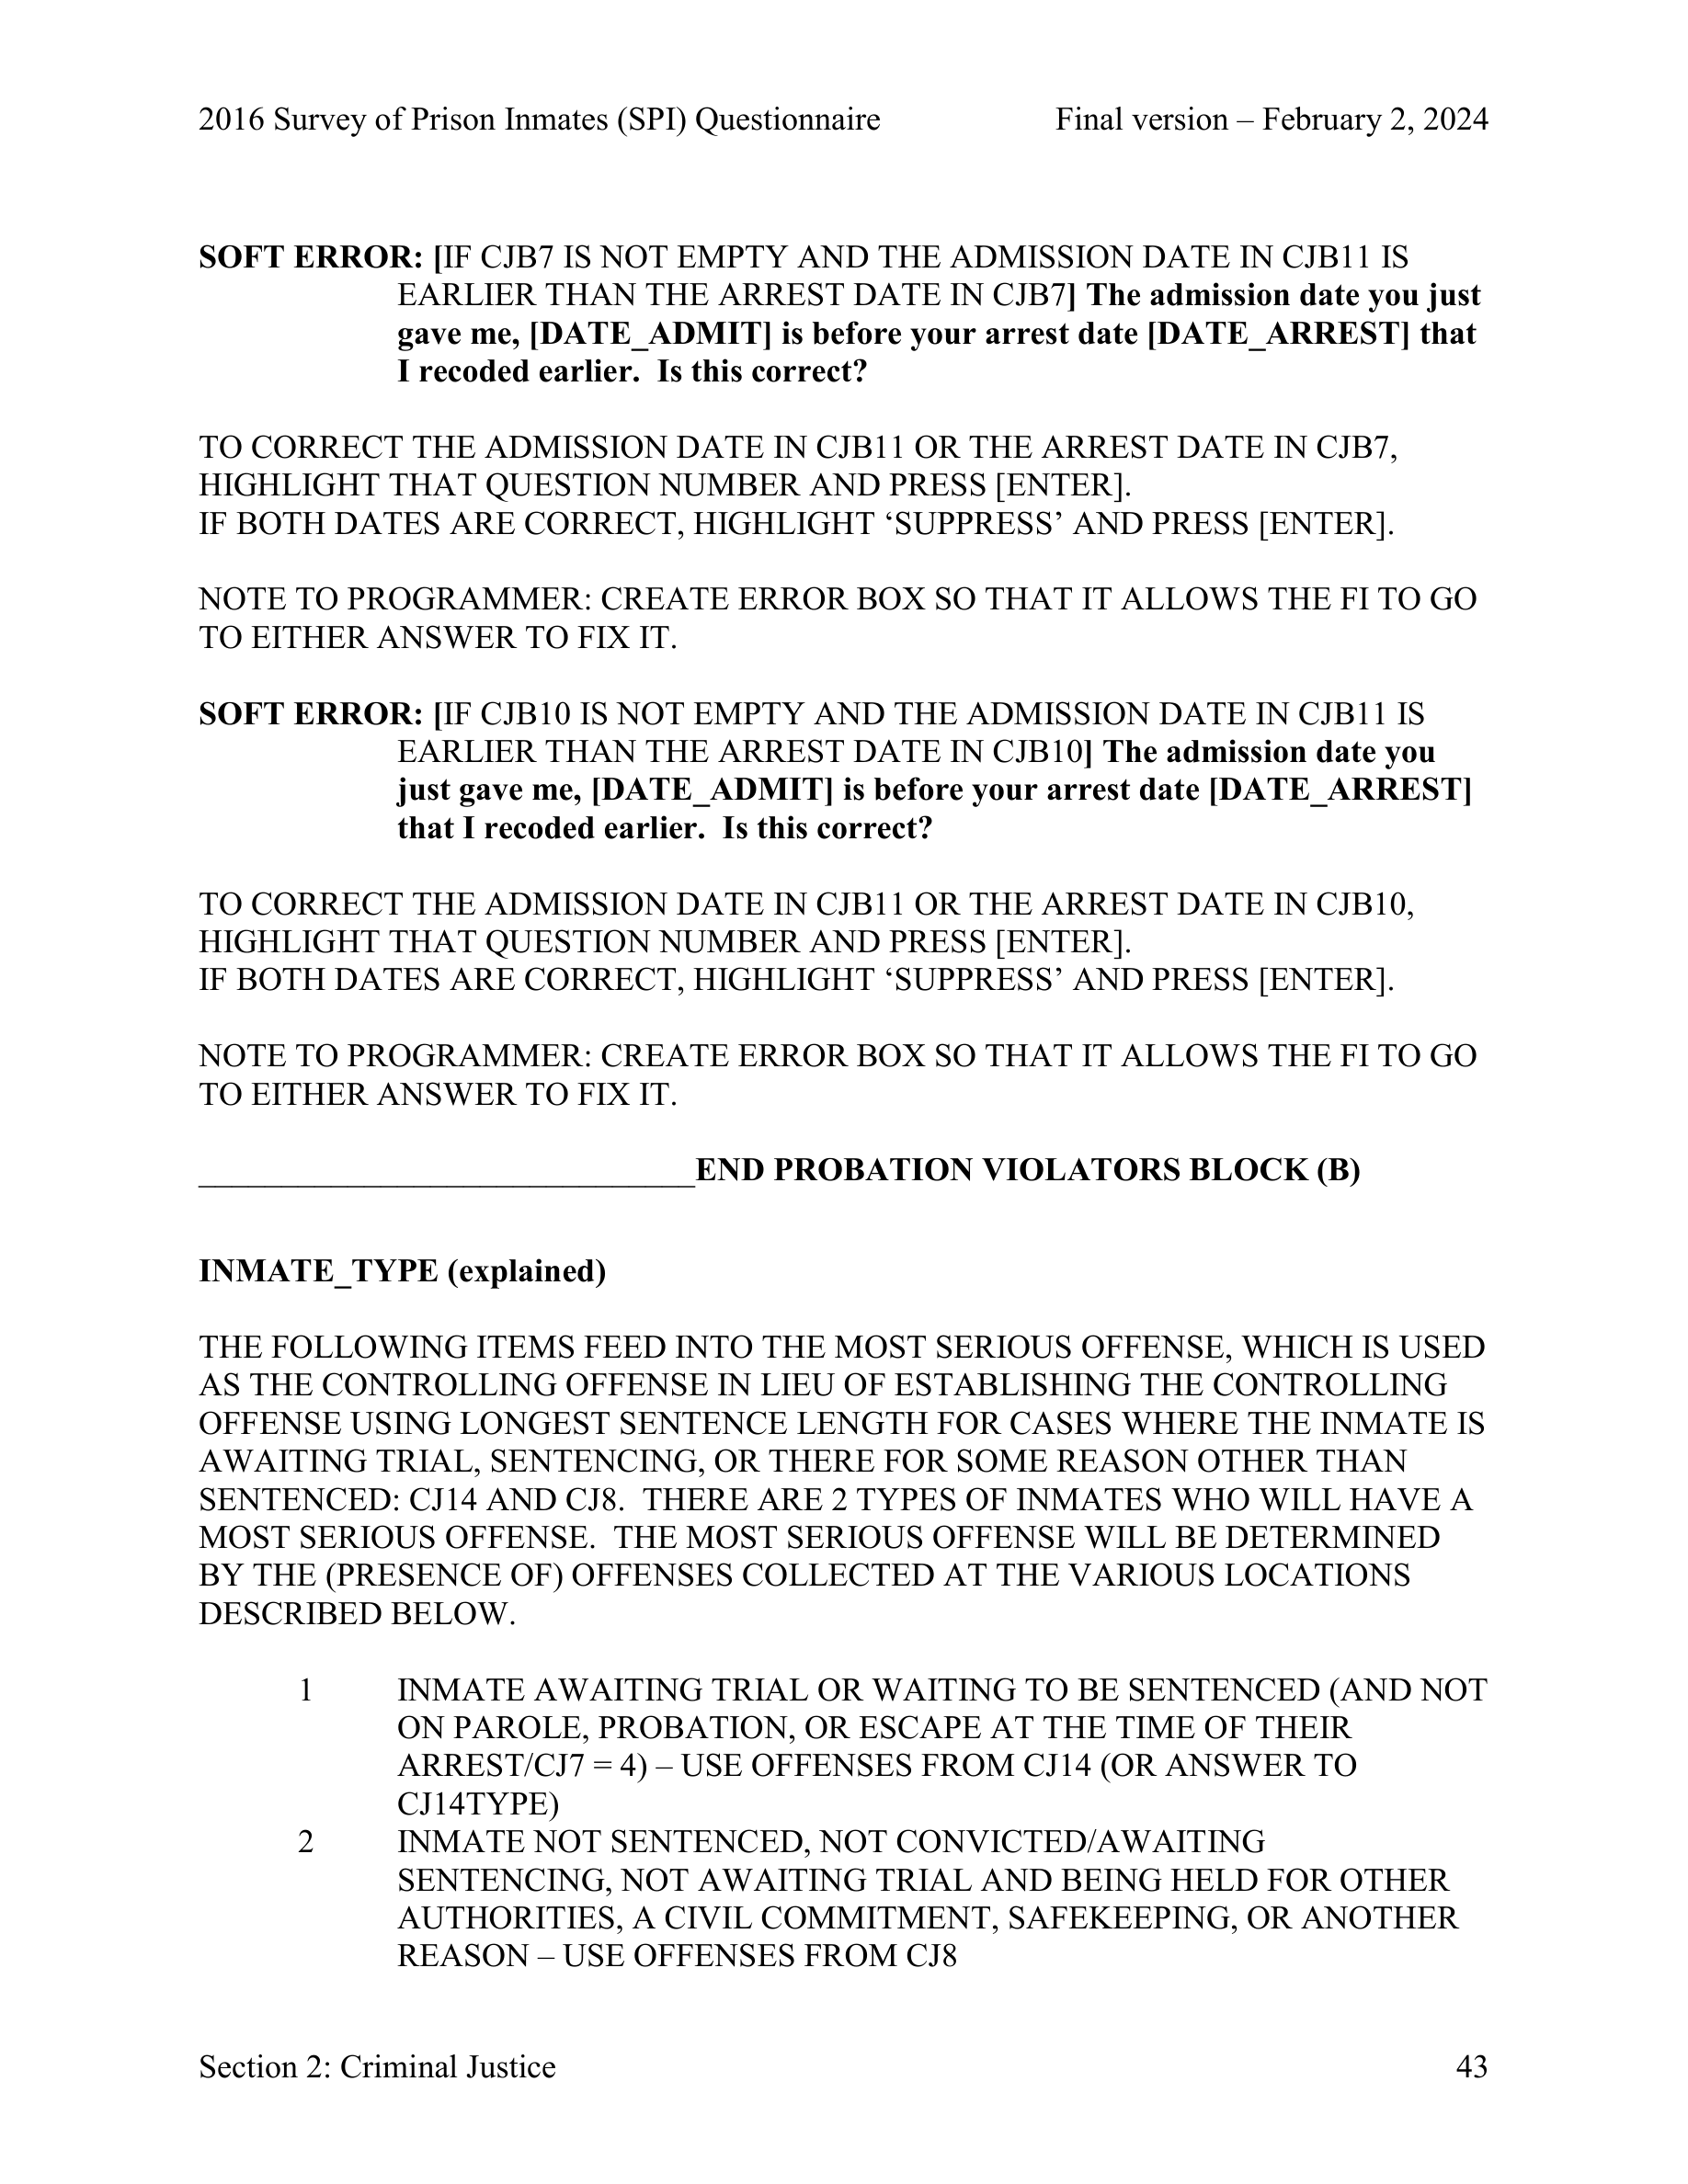 2016 Survey of Prison Inmates (SPI) Questionnaire Final version – February 2, 2024
SOFT ERROR: [IF CJB7 IS NOT EMPTY AND THE ADMISSION DATE IN CJB11 IS
EARLIER THAN THE ARREST DATE IN CJB7] The admission date you just
gave me, [DATE_ADMIT] is before your arrest date [DATE_ARREST] that
I recoded earlier.  Is this correct?
TO CORRECT THE ADMISSION DATE IN CJB11 OR THE ARREST DATE IN CJB7,
HIGHLIGHT THAT QUESTION NUMBER AND PRESS [ENTER].
IF BOTH DATES ARE CORRECT, HIGHLIGHT ‘SUPPRESS’ AND PRESS [ENTER].
NOTE TO PROGRAMMER: CREATE ERROR BOX SO THAT IT ALLOWS THE FI TO GO
TO EITHER ANSWER TO FIX IT.
SOFT ERROR: [IF CJB10 IS NOT EMPTY AND THE ADMISSION DATE IN CJB11 IS
EARLIER THAN THE ARREST DATE IN CJB10] The admission date you
just gave me, [DATE_ADMIT] is before your arrest date [DATE_ARREST]
that I recoded earlier.  Is this correct?
TO CORRECT THE ADMISSION DATE IN CJB11 OR THE ARREST DATE IN CJB10,
HIGHLIGHT THAT QUESTION NUMBER AND PRESS [ENTER].
IF BOTH DATES ARE CORRECT, HIGHLIGHT ‘SUPPRESS’ AND PRESS [ENTER].
NOTE TO PROGRAMMER: CREATE ERROR BOX SO THAT IT ALLOWS THE FI TO GO
TO EITHER ANSWER TO FIX IT.
______________________________END PROBATION VIOLATORS BLOCK (B)
INMATE_TYPE (explained)
THE FOLLOWING ITEMS FEED INTO THE MOST SERIOUS OFFENSE, WHICH IS USED
AS THE CONTROLLING OFFENSE IN LIEU OF ESTABLISHING THE CONTROLLING
OFFENSE USING LONGEST SENTENCE LENGTH FOR CASES WHERE THE INMATE IS
AWAITING TRIAL, SENTENCING, OR THERE FOR SOME REASON OTHER THAN
SENTENCED: CJ14 AND CJ8.  THERE ARE 2 TYPES OF INMATES WHO WILL HAVE A
MOST SERIOUS OFFENSE.  THE MOST SERIOUS OFFENSE WILL BE DETERMINED
BY THE (PRESENCE OF) OFFENSES COLLECTED AT THE VARIOUS LOCATIONS
DESCRIBED BELOW.
1 INMATE AWAITING TRIAL OR WAITING TO BE SENTENCED (AND NOT
ON PAROLE, PROBATION, OR ESCAPE AT THE TIME OF THEIR
ARREST/CJ7 = 4) – USE OFFENSES FROM CJ14 (OR ANSWER TO
CJ14TYPE)
2 INMATE NOT SENTENCED, NOT CONVICTED/AWAITING
SENTENCING, NOT AWAITING TRIAL AND BEING HELD FOR OTHER
AUTHORITIES, A CIVIL COMMITMENT, SAFEKEEPING, OR ANOTHER
REASON – USE OFFENSES FROM CJ8
Section 2: Criminal Justice 43